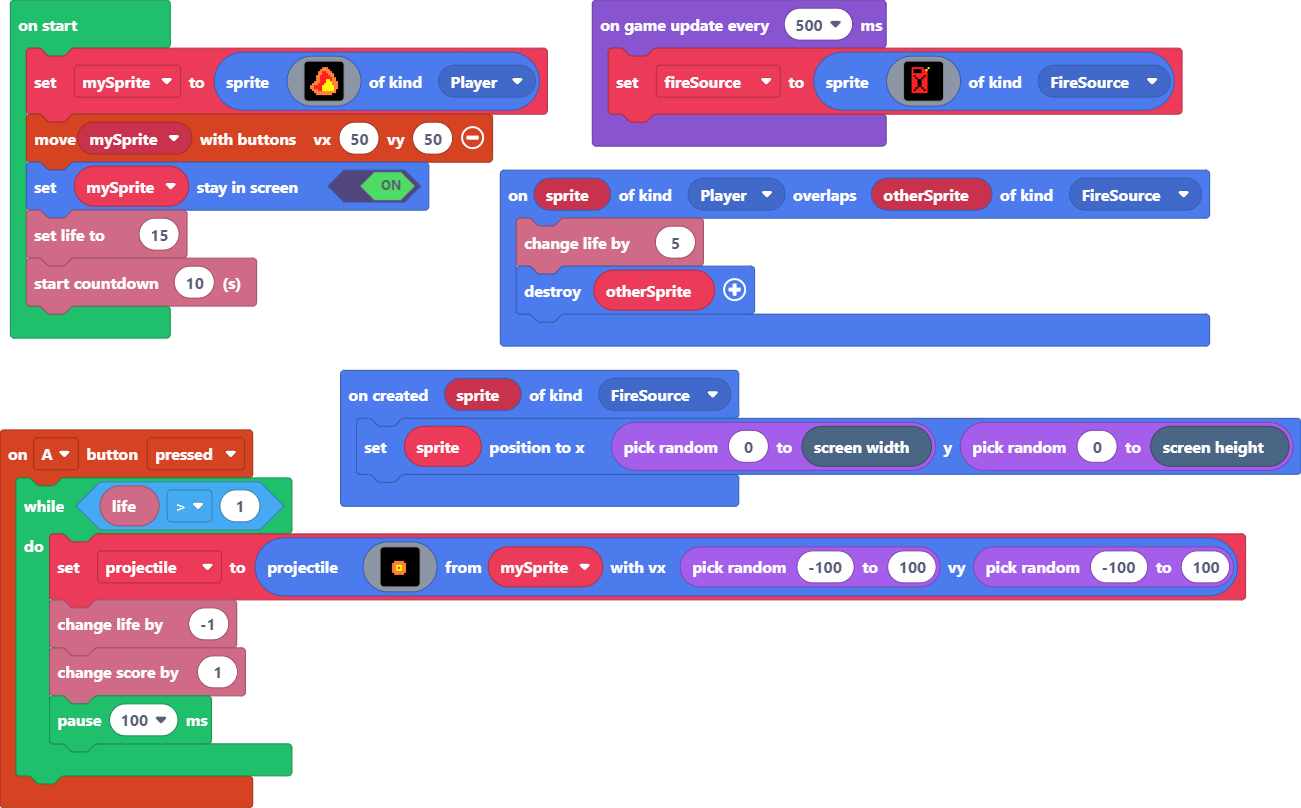 on start
set mySprite to sprite of kind Player
move mySprite with buttons vx 50 vy 50
set mySprite stay in screen ON
set life to 15
start countdown 10 (s)
on game update every 500 ms
set fireSource to sprite of kind FireSource
on sprite of kind Player overlaps otherSprite of kind FireSource
change life by 5
destroy otherSprite
on created sprite of kind FireSource
set sprite position to x pick random 0 to screen width y pick random 0 to screen height
on A button pressed
while life > 1
do
set projectile to projectile from mySprite with vx pick random -100 to 100 vy pick random -100 to 100
change life by -1
change score by 1
pause 100 ms